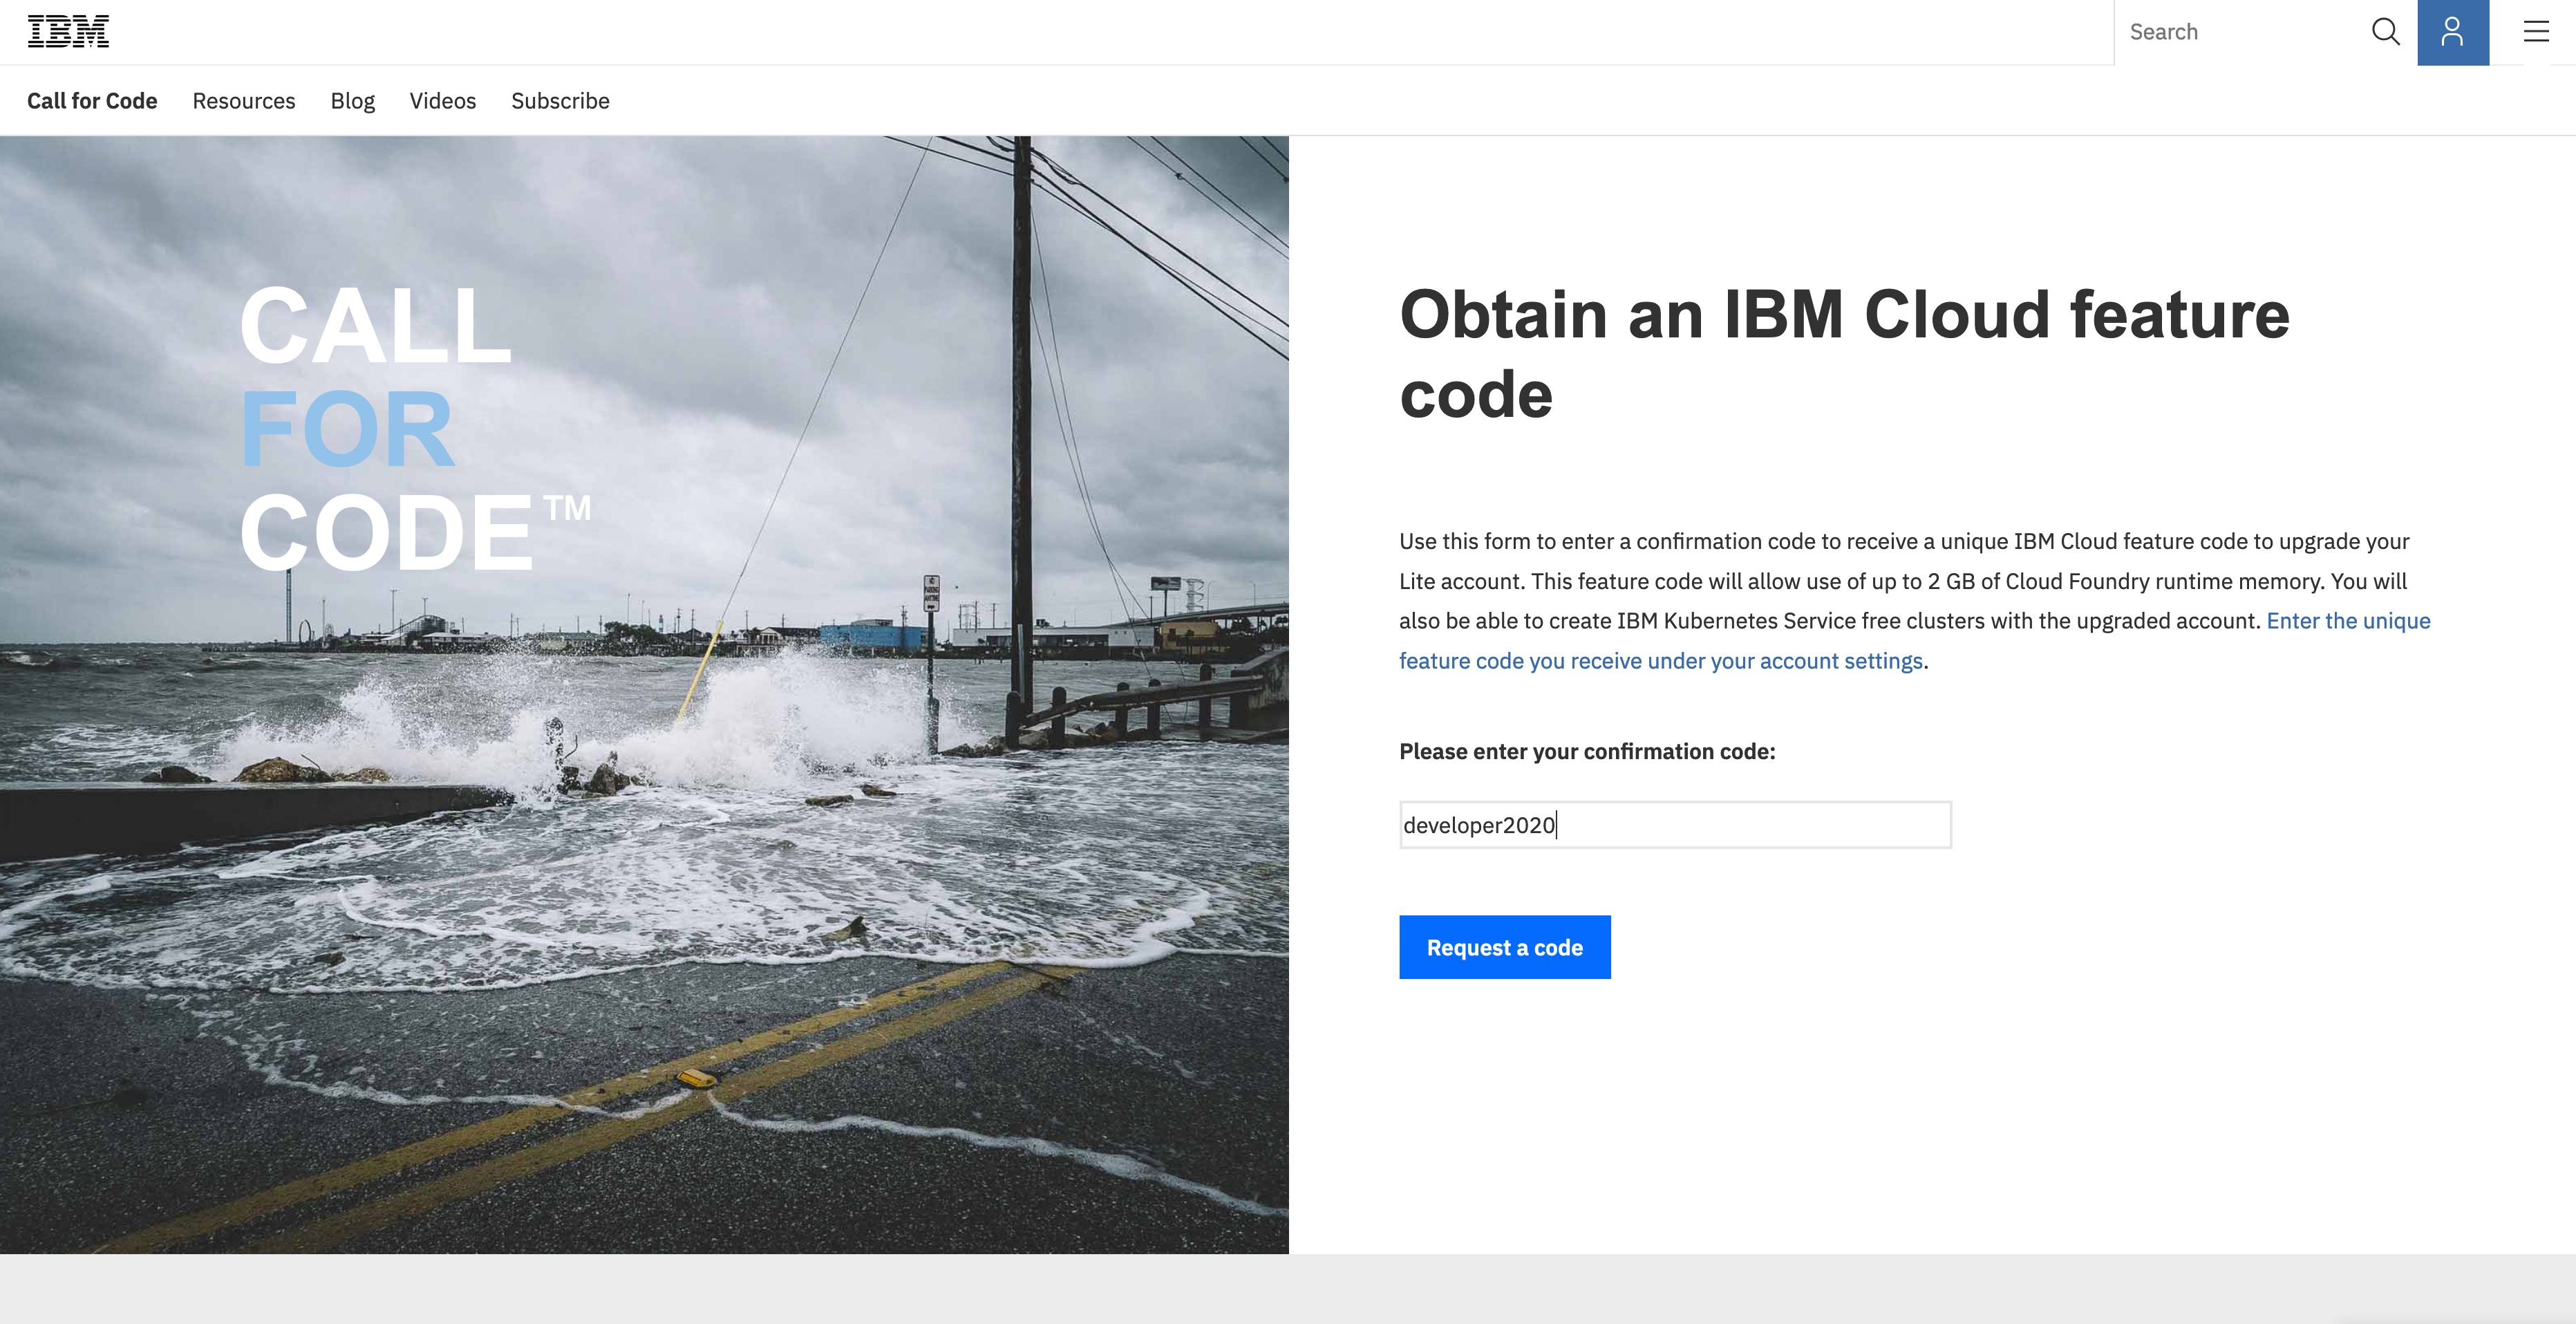 IBM
Search
Call for Code Resources Blog Videos Subscribe
CALL
FOR
CODE™
Obtain an IBM Cloud feature
code
Use this form to enter a confirmation code to receive a unique IBM Cloud feature code to upgrade your
Lite account. This feature code will allow use of up to 2 GB of Cloud Foundry runtime memory. You will
also be able to create IBM Kubernetes Service free clusters with the upgraded account. Enter the unique
feature code you receive under your account settings.
Please enter your confirmation code:
developer2020
Request a code